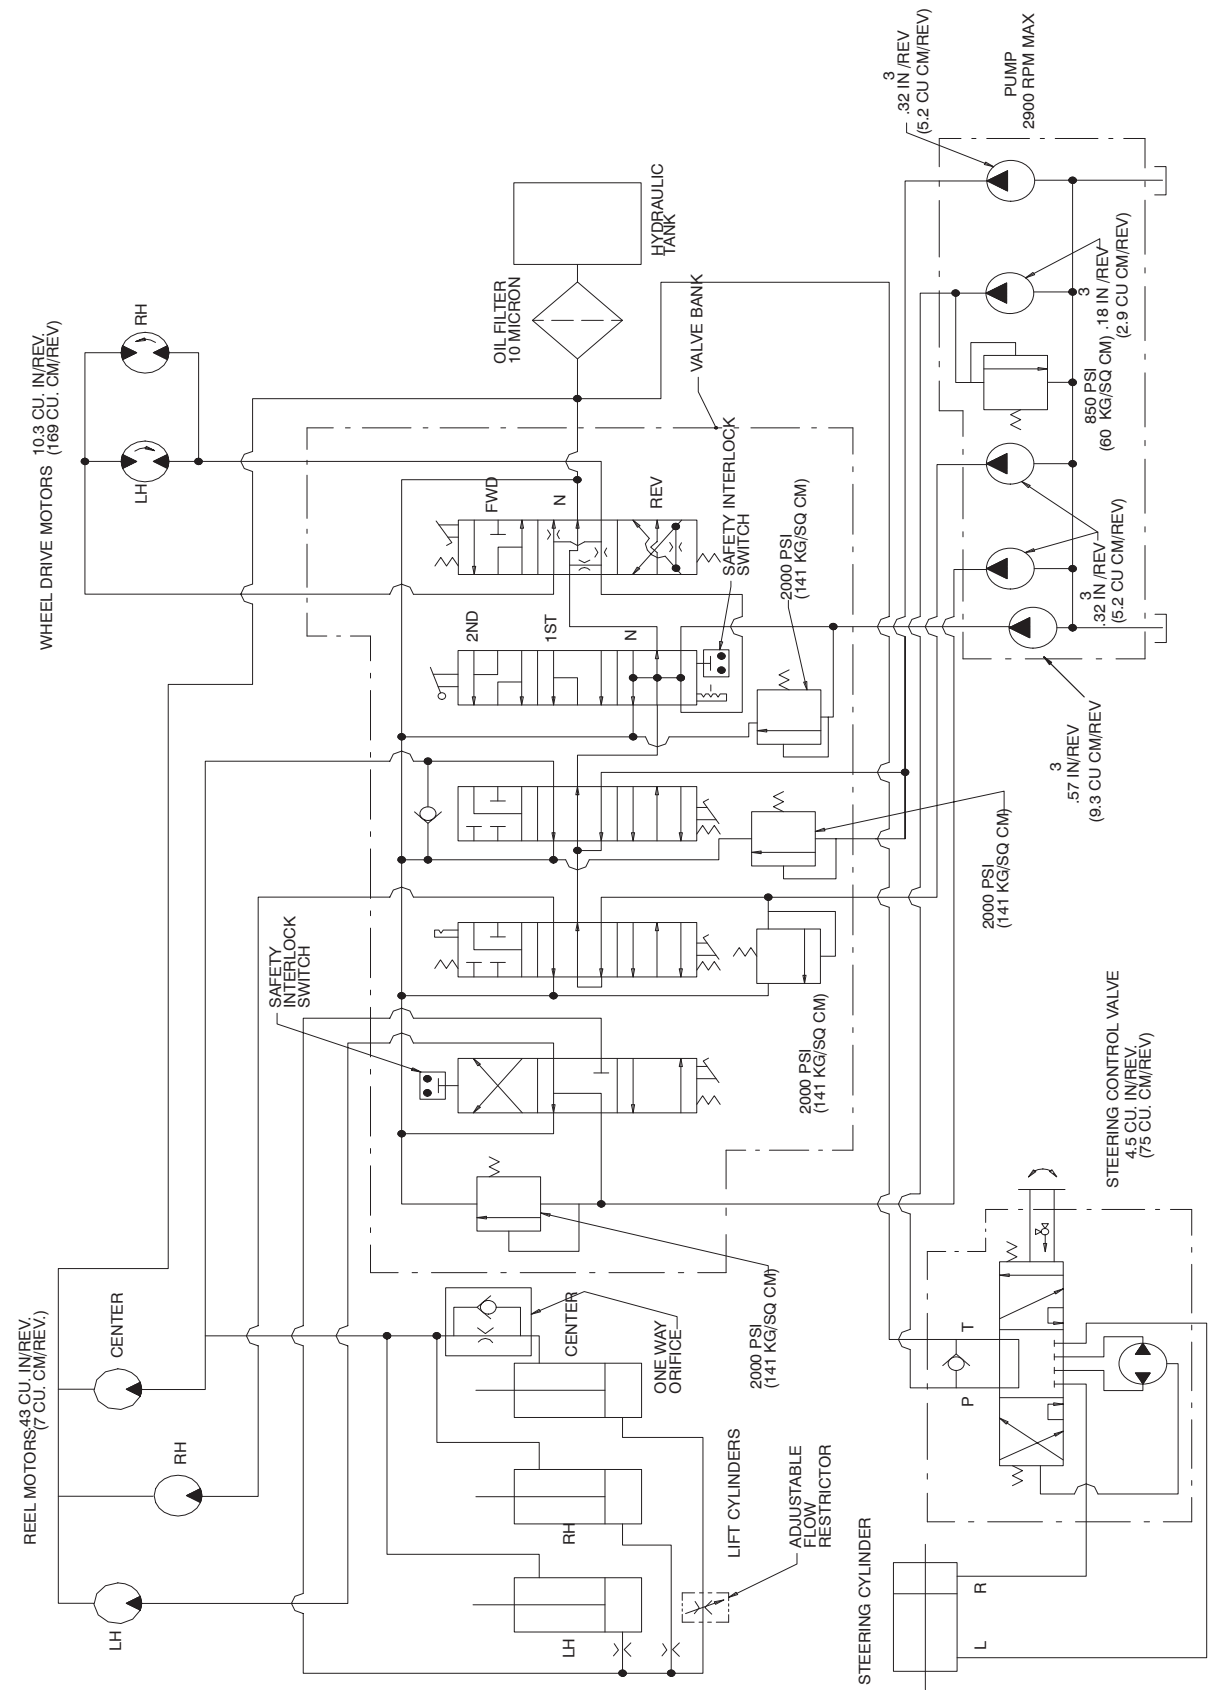 WHEEL DRIVE MOTORS
10.3 CU. IN/REV.
(169 CU. CM/REV)
LH
RH
OIL FILTER
10 MICRON
HYDRAULIC
TANK
VALVE BANK
FWD
N
REV
SAFETY INTERLOCK
SWITCH
2ND
1ST
N
2000 PSI
(141 KG/SQ CM)
2000 PSI
(141 KG/SQ CM)
2000 PSI
(141 KG/SQ CM)
2000 PSI
(141 KG/SQ CM)
SAFETY
INTERLOCK
SWITCH
REEL MOTORS
.43 CU. IN/REV.
(7 CU. CM/REV.)
LH
RH
CENTER
ONE WAY
ORIFICE
LIFT CYLINDERS
LH
RH
CENTER
ADJUSTABLE
FLOW
RESTRICTOR
PUMP
2900 RPM MAX
3
.32 IN /REV
(5.2 CU CM/REV)
3
.18 IN /REV
(2.9 CU CM/REV)
850 PSI
(60 KG/SQ CM)
3
.32 IN /REV
(5.2 CU CM/REV)
3
.57 IN/REV
(9.3 CU CM/REV
STEERING CONTROL VALVE
4.5 CU. IN/REV.
(75 CU. CM/REV)
P
T
STEERING CYLINDER
L
R